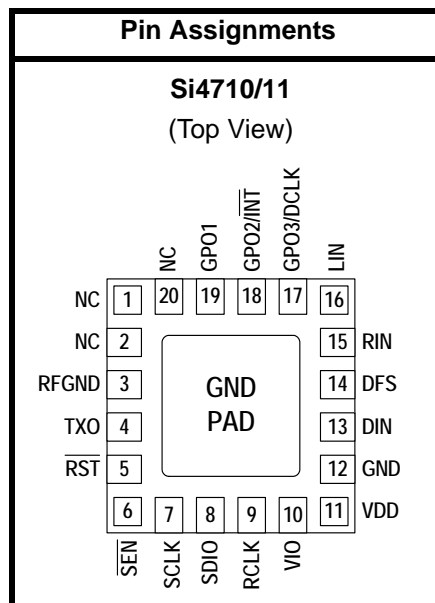 Pin Assignments
Si4710/11
(Top View)
NC
GPO1
GPO2/INT
GPO3/DCLK
LIN
NC 1 20 19 18 17 16
NC 2 15 RIN
RFGND 3 GND 14 DFS
TXO 4 PAD 13 DIN
RST 5 12 GND
6 7 8 9 10 11 VDD
SEN
SCLK
SDIO
RCLK
VIO